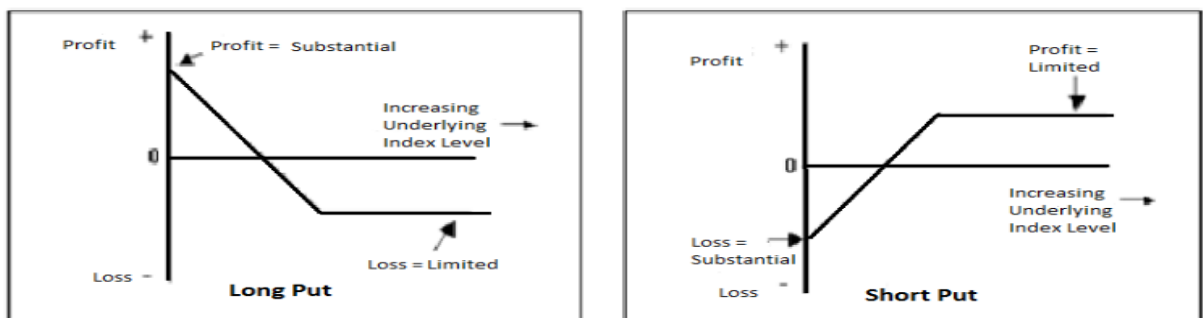 Profit +
Profit = Substantial
Increasing
Underlying
Index Level
0
Loss = Limited
Loss -
Long Put
Profit +
Profit =
Limited
0
Increasing
Underlying
Index Level
Loss =
Substantial
Loss -
Short Put